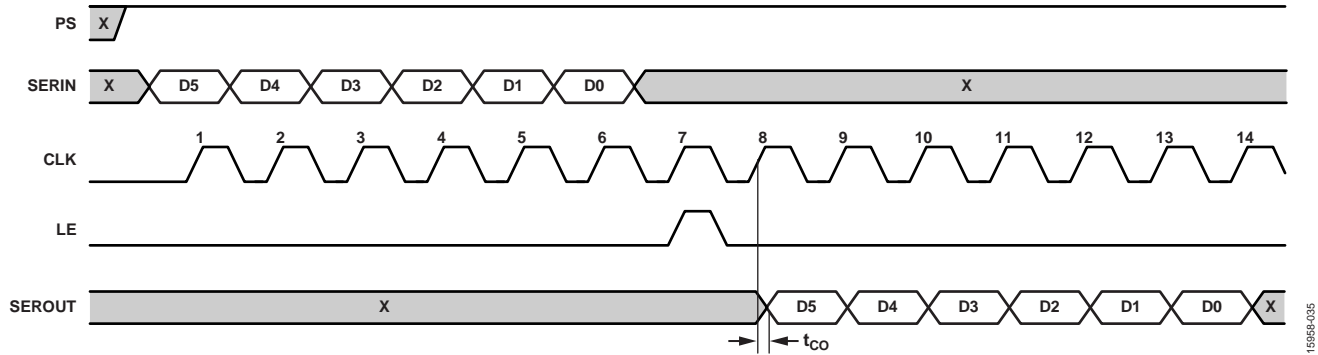 PS X
SERIN X D5 D4 D3 D2 D1 D0 X
1 2 3 4 5 6 7 8 9 10 11 12 13 14
CLK
LE
SEROUT X D5 D4 D3 D2 D1 D0 X
tCO
15958-035